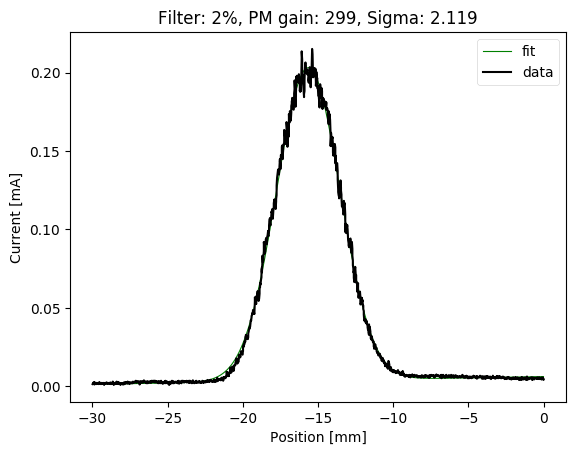 Filter: 2%, PM gain: 299, Sigma: 2.119
fit
data
0.20
0.15
0.10
0.05
0.00
Current [mA]
−30 −25 −20 −15 −10 −5 0
Position [mm]